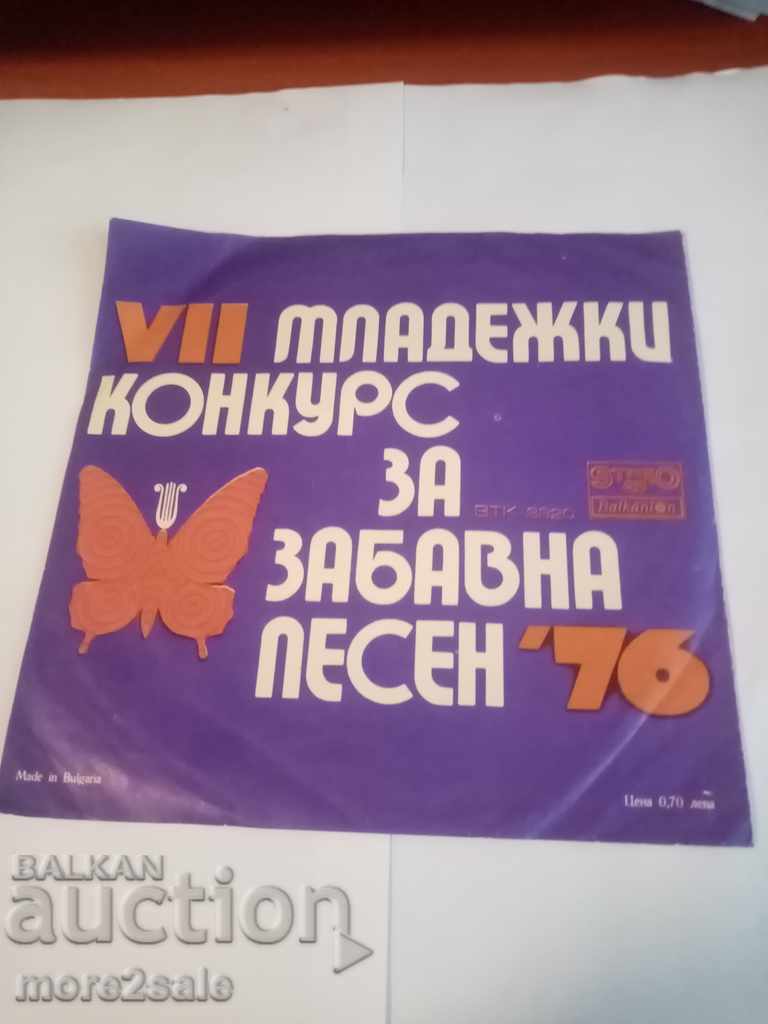 VII МЛАДЕЖКИ
КОНКУРС
ЗА
ЗАБАВНА
ПЕСЕН '76
STEREO
Balkanton
ВТК
Made in Bulgaria
Цена 0,70 лева
BALKAN
auction
more2sale